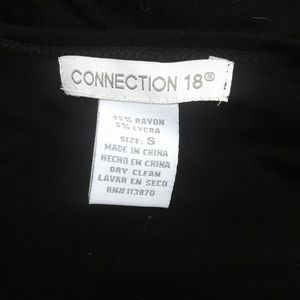 CONNECTION 18®
95% RAYON
5% LYCRA
SIZE: S
MADE IN CHINA
HECHO EN CHINA
DRY CLEAN
LAVAR EN SECO
RN#113870